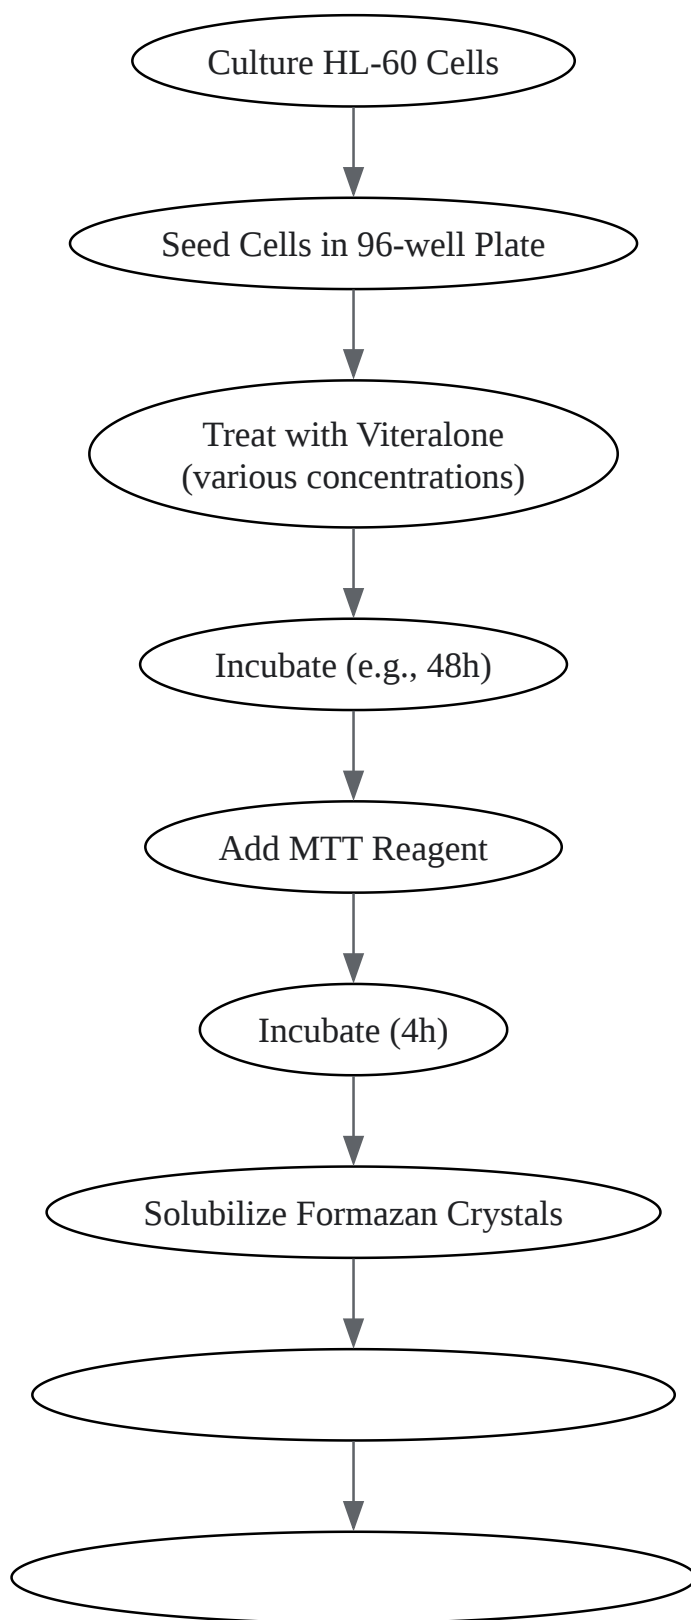 Culture HL-60 Cells
Seed Cells in 96-well Plate
Treat with Viteralone
(various concentrations)
Incubate (e.g., 48h)
Add MTT Reagent
Incubate (4h)
Solubilize Formazan Crystals